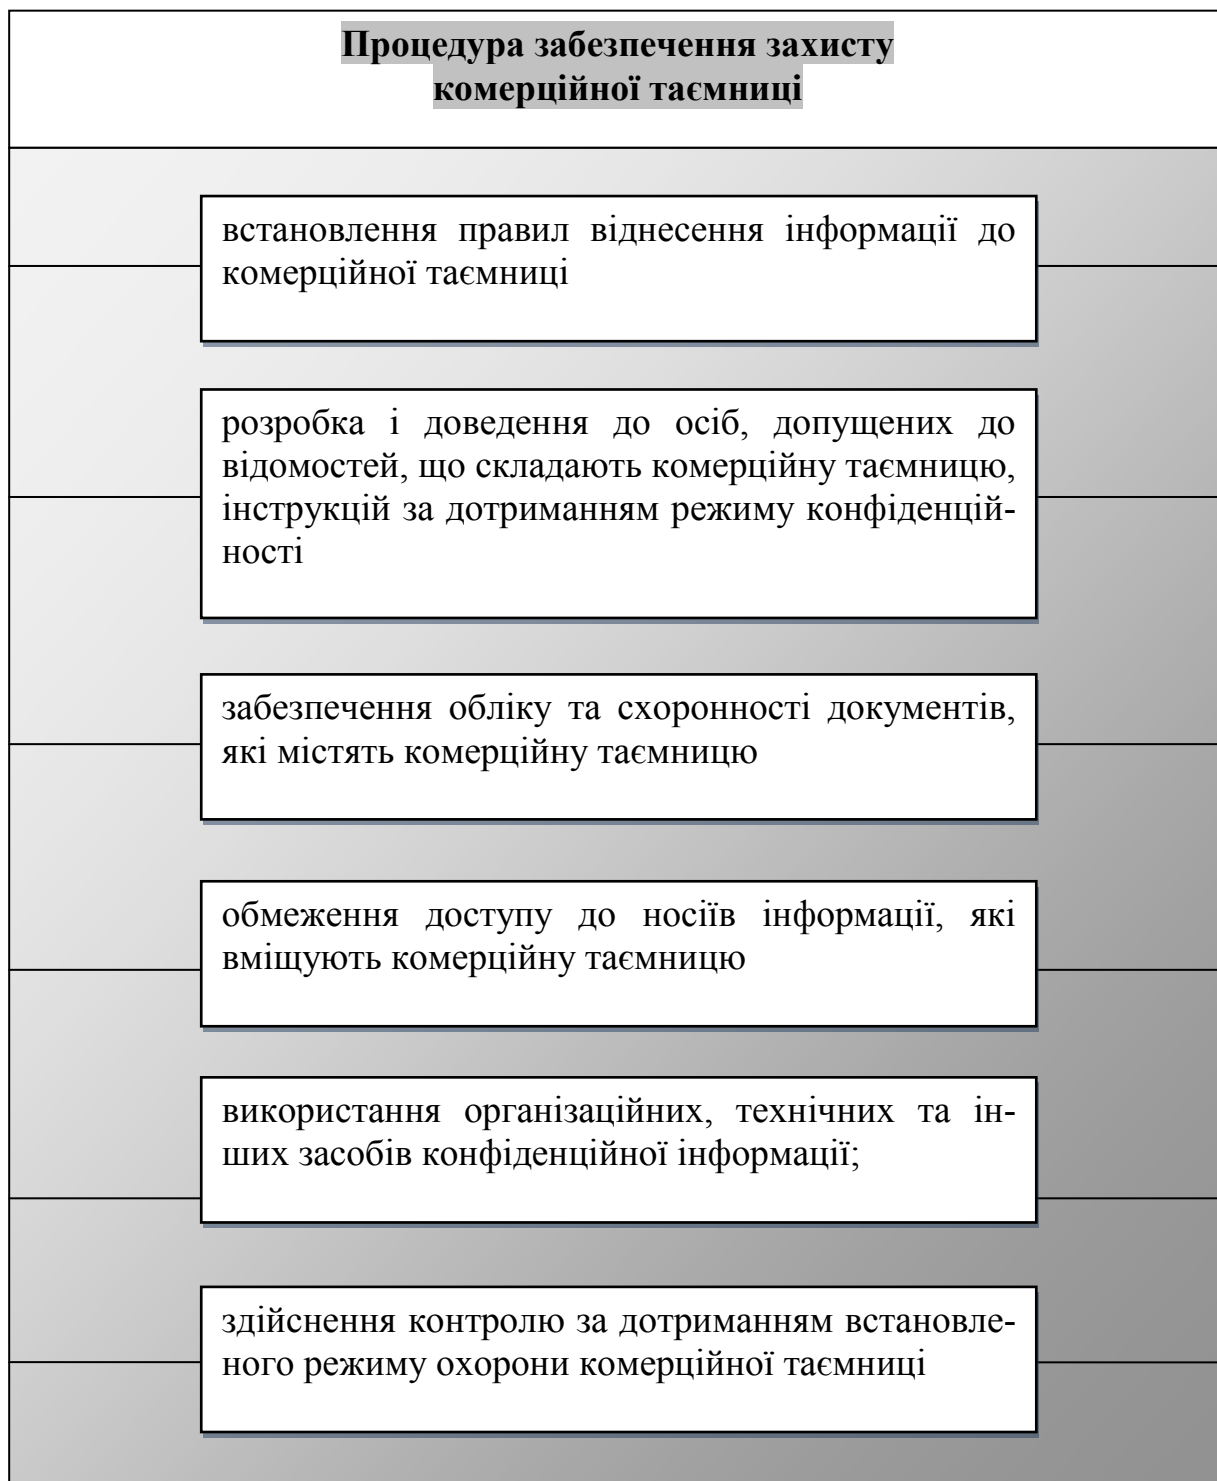 Процедура забезпечення захисту
комерційної таємниці
встановлення правил віднесення інформації до
комерційної таємниці
розробка і доведення до осіб, допущених до
відомостей, що складають комерційну таємницю,
інструкцій за дотриманням режиму конфіденцій-
ності
забезпечення обліку та схоронності документів,
які містять комерційну таємницю
обмеження доступу до носіїв інформації, які
вміщують комерційну таємницю
використання організаційних, технічних та ін-
ших засобів конфіденційної інформації;
здійснення контролю за дотриманням встановле-
ного режиму охорони комерційної таємниці